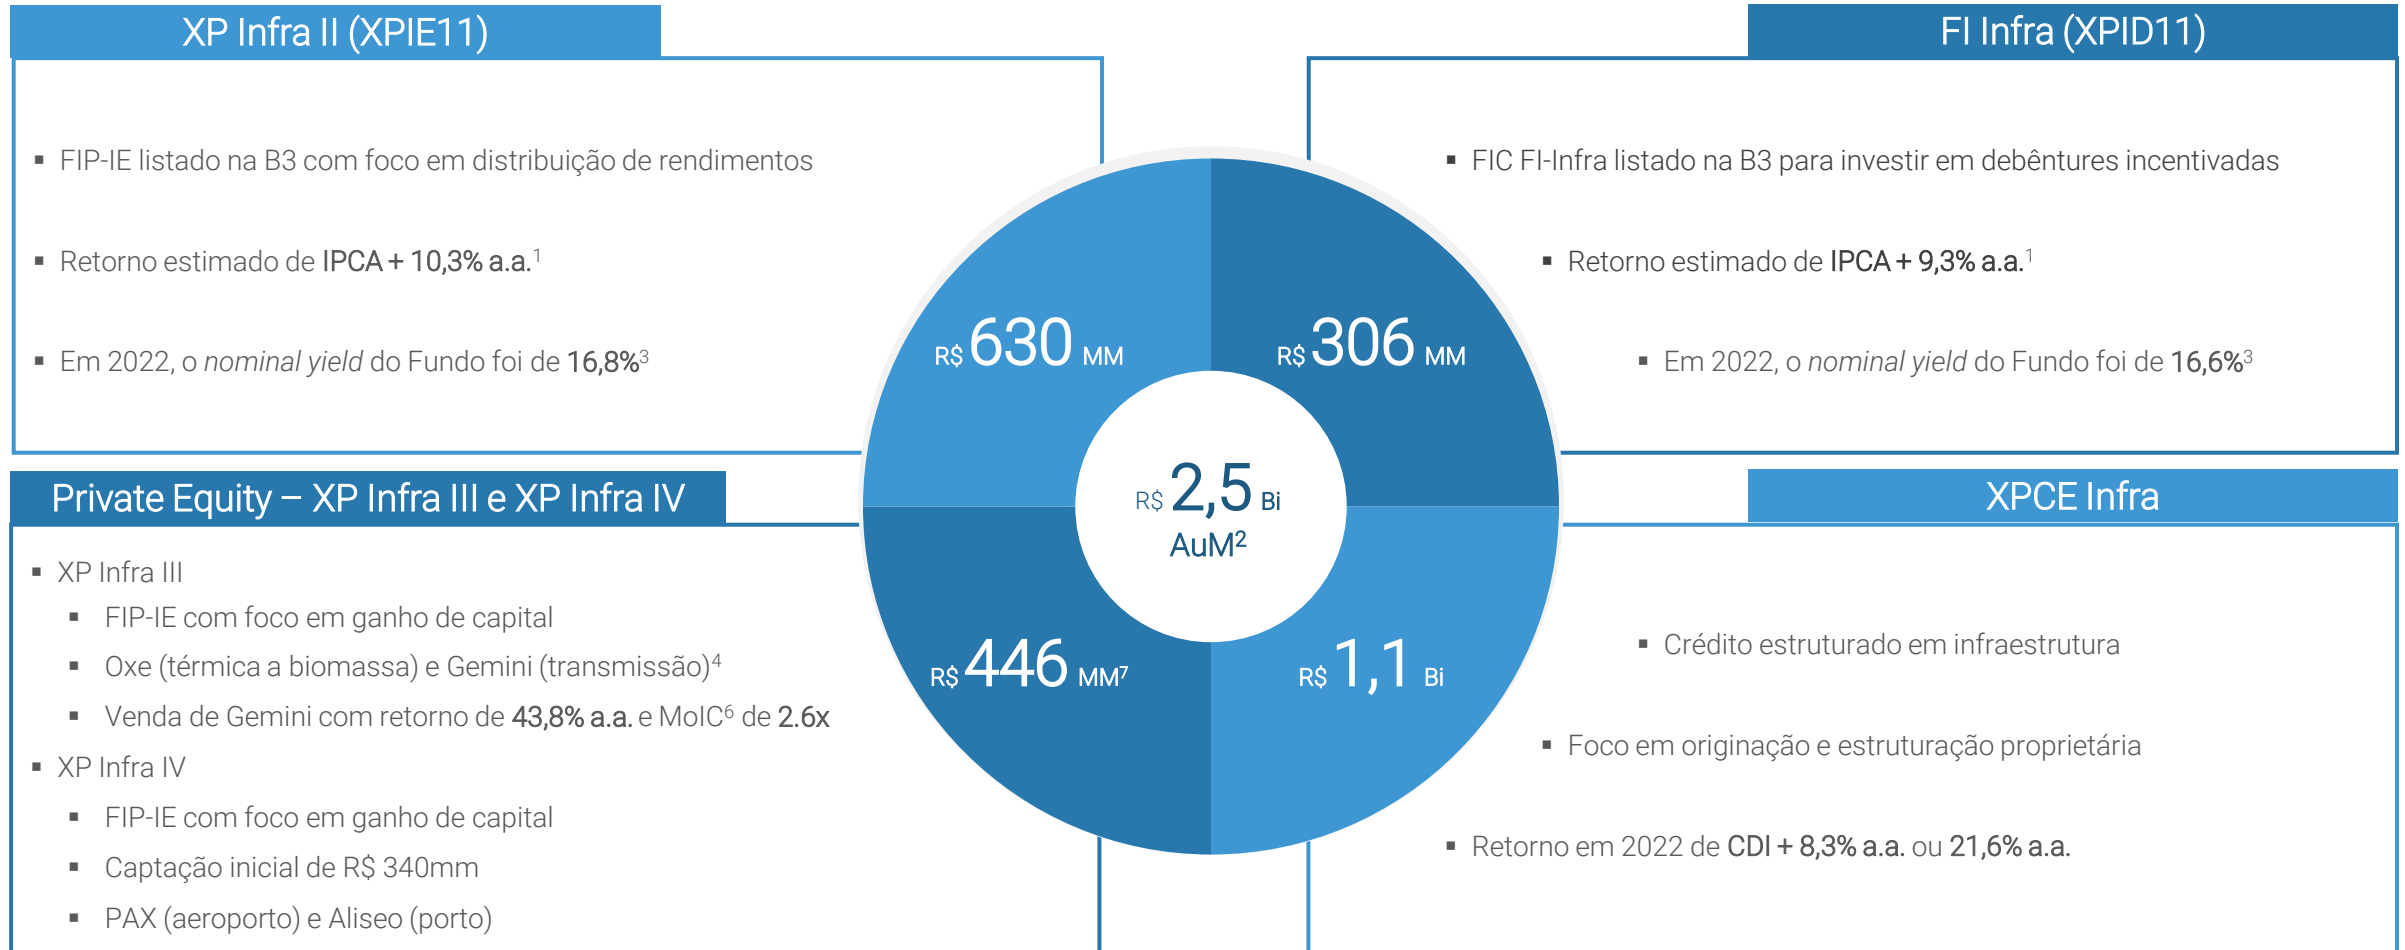 XP Infra II (XPIE11)
▪ FIP-IE listado na B3 com foco em distribuição de rendimentos
▪ Retorno estimado de IPCA + 10,3% a.a.¹
▪ Em 2022, o nominal yield do Fundo foi de 16,8%³
FI Infra (XPID11)
▪ FIC FI-Infra listado na B3 para investir em debêntures incentivadas
▪ Retorno estimado de IPCA + 9,3% a.a.¹
▪ Em 2022, o nominal yield do Fundo foi de 16,6%³
R$ 630 MM
R$ 306 MM
R$ 2,5 Bi
AuM²
R$ 446 MM⁷
R$ 1,1 Bi
Private Equity – XP Infra III e XP Infra IV
▪ XP Infra III
▪ FIP-IE com foco em ganho de capital
▪ Oxe (térmica a biomassa) e Gemini (transmissão)⁴
▪ Venda de Gemini com retorno de 43,8% a.a. e MoIC⁶ de 2.6x
▪ XP Infra IV
▪ FIP-IE com foco em ganho de capital
▪ Captação inicial de R$ 340mm
▪ PAX (aeroporto) e Aliseo (porto)
XPCE Infra
▪ Crédito estruturado em infraestrutura
▪ Foco em originação e estruturação proprietária
▪ Retorno em 2022 de CDI + 8,3% a.a. ou 21,6% a.a.